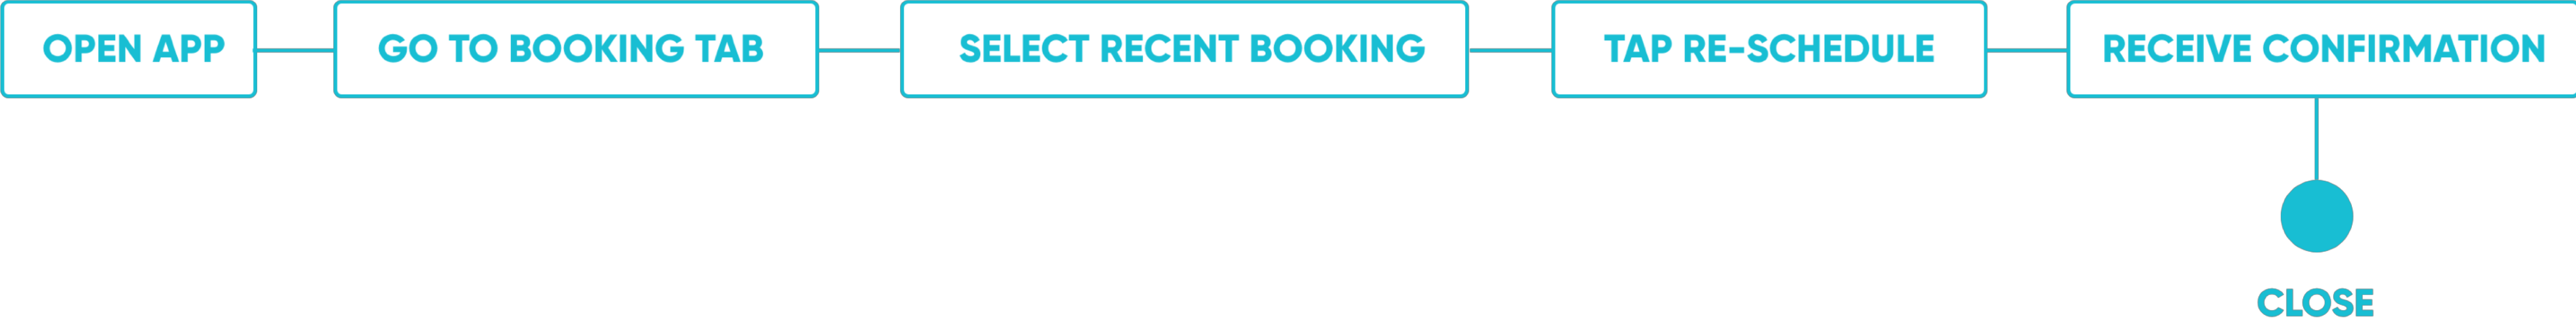 OPEN APP
GO TO BOOKING TAB
SELECT RECENT BOOKING
TAP RE-SCHEDULE
RECEIVE CONFIRMATION
CLOSE